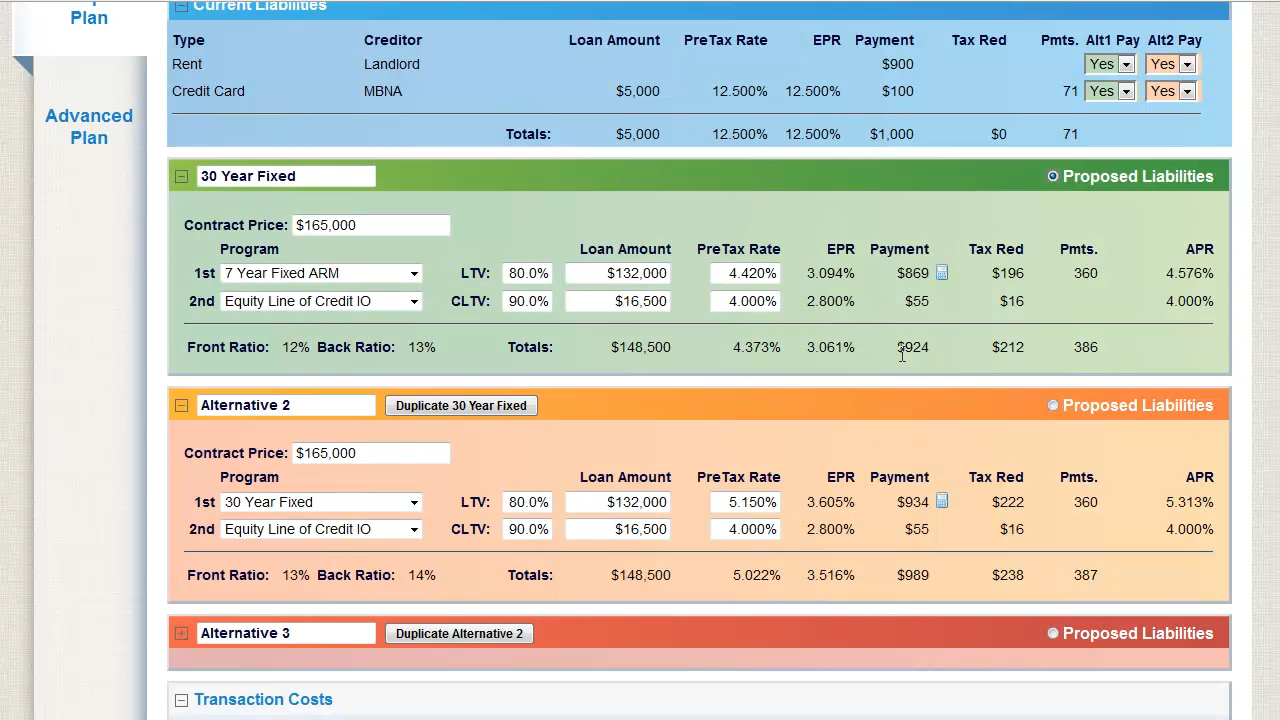 Plan
Advanced
Plan
Current Liabilities
Type Creditor Loan Amount PreTax Rate EPR Payment Tax Red Pmts. Alt1 Pay Alt2 Pay
Rent Landlord $900 Yes Yes
Credit Card MBNA $5,000 12.500% 12.500% $100 71 Yes Yes
Totals: $5,000 12.500% 12.500% $1,000 $0 71
30 Year Fixed Proposed Liabilities
Contract Price: $165,000
Program Loan Amount PreTax Rate EPR Payment Tax Red Pmts. APR
1st 7 Year Fixed ARM LTV: 80.0% $132,000 4.420% 3.094% $869 $196 360 4.576%
2nd Equity Line of Credit IO CLTV: 90.0% $16,500 4.000% 2.800% $55 $16 4.000%
Front Ratio: 12% Back Ratio: 13% Totals: $148,500 4.373% 3.061% $924 $212 386
Alternative 2 Duplicate 30 Year Fixed Proposed Liabilities
Contract Price: $165,000
Program Loan Amount PreTax Rate EPR Payment Tax Red Pmts. APR
1st 30 Year Fixed LTV: 80.0% $132,000 5.150% 3.605% $934 $222 360 5.313%
2nd Equity Line of Credit IO CLTV: 90.0% $16,500 4.000% 2.800% $55 $16 4.000%
Front Ratio: 13% Back Ratio: 14% Totals: $148,500 5.022% 3.516% $989 $238 387
Alternative 3 Duplicate Alternative 2 Proposed Liabilities
Transaction Costs